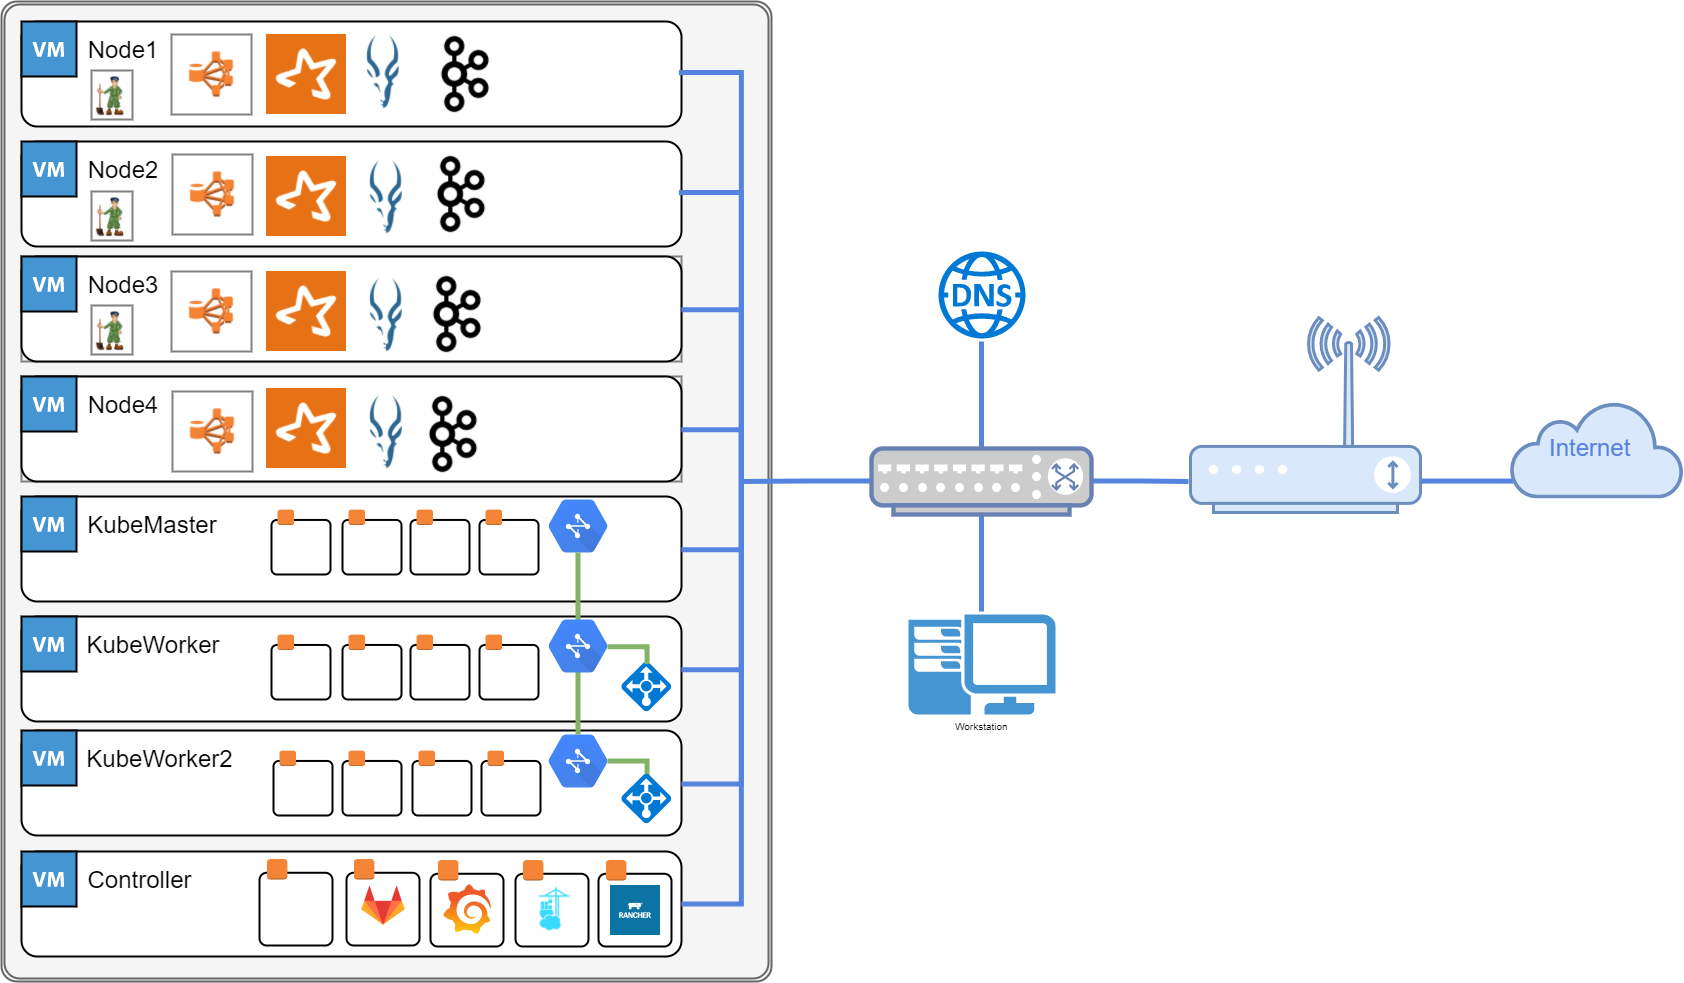 VM
Node1
VM
Node2
VM
Node3
VM
Node4
VM
KubeMaster
VM
KubeWorker
VM
KubeWorker2
VM
Controller
RANCHER
DNS
Internet
Workstation